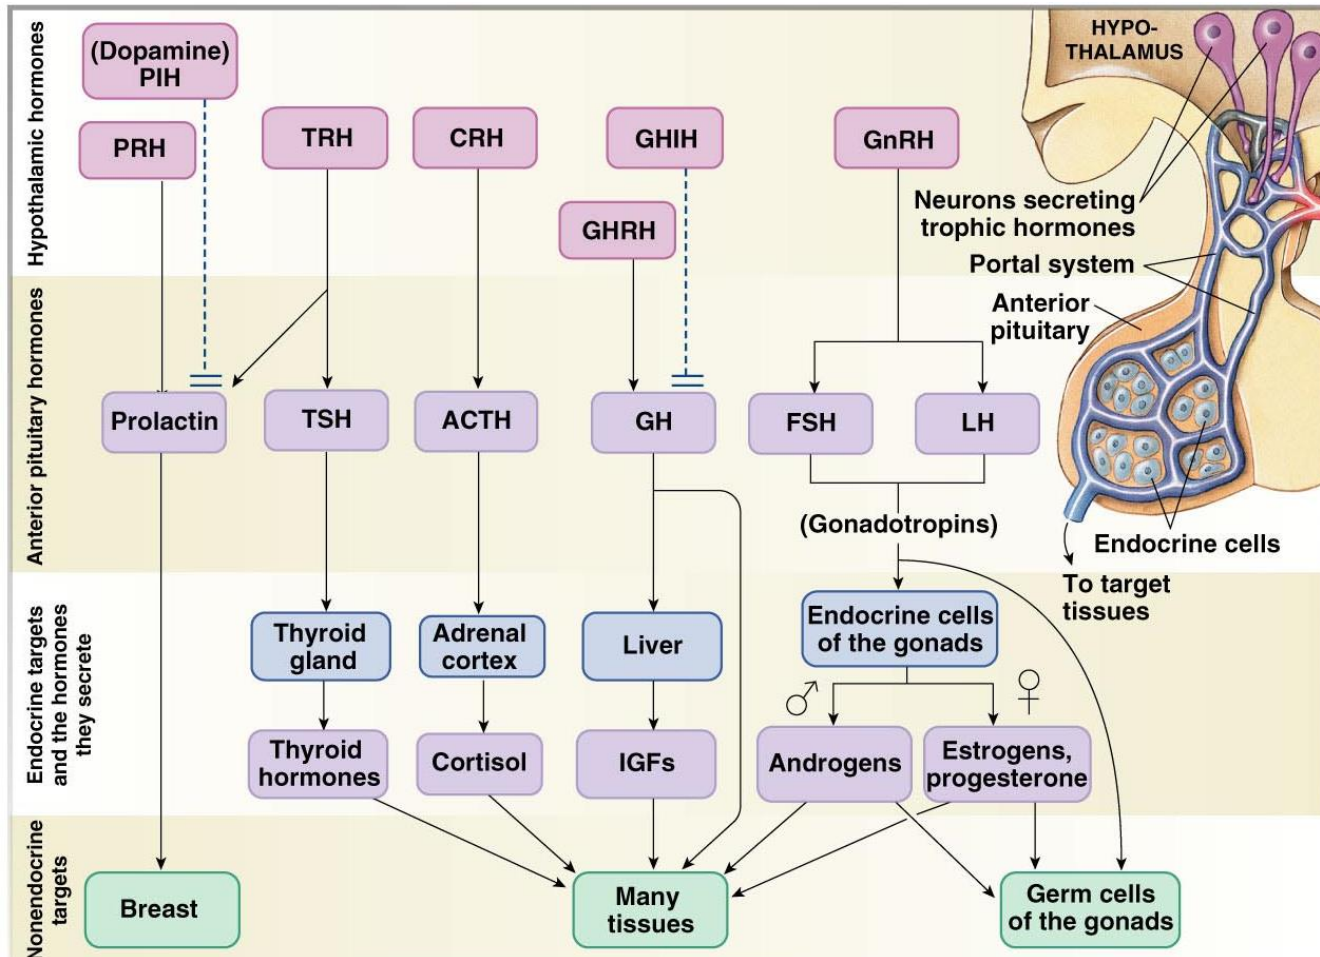 Hypothalamic hormones
(Dopamine)
PIH
PRH
TRH
CRH
GHIH
GHRH
GnRH
HYPO-
THALAMUS
Neurons secreting
trophic hormones
Portal system
Anterior
pituitary
Endocrine cells
To target
tissues
Anterior pituitary hormones
Prolactin
TSH
ACTH
GH
FSH
LH
(Gonadotropins)
Endocrine targets
and the hormones
they secrete
Thyroid
gland
Adrenal
cortex
Liver
Endocrine cells
of the gonads
♂
♀
Thyroid
hormones
Cortisol
IGFs
Androgens
Estrogens,
progesterone
Nonendocrine
targets
Breast
Many
tissues
Germ cells
of the gonads